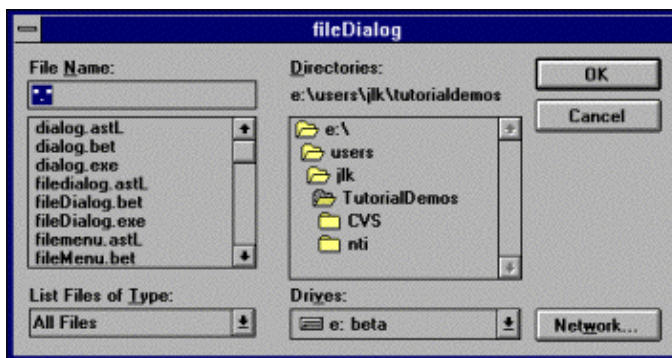 fileDialog
File Name:
*.*
dialog.astL
dialog.bet
dialog.exe
filedialog.astL
fileDialog.bet
fileDialog.exe
filemenu.astL
fileMenu.bet
List Files of Type:
All Files
Directories:
e:\users\jlk\tutorialdemos
e:\
users
jlk
TutorialDemos
CVS
nti
Drives:
e: beta
OK
Cancel
Network...